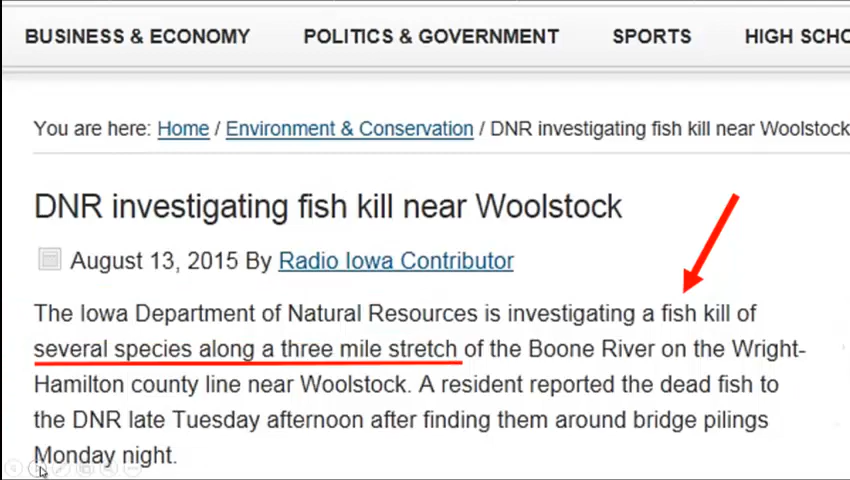 BUSINESS & ECONOMY POLITICS & GOVERNMENT SPORTS HIGH SCHO
You are here: Home / Environment & Conservation / DNR investigating fish kill near Woolstock
DNR investigating fish kill near Woolstock
August 13, 2015 By Radio Iowa Contributor
The Iowa Department of Natural Resources is investigating a fish kill of
several species along a three mile stretch of the Boone River on the Wright-
Hamilton county line near Woolstock. A resident reported the dead fish to
the DNR late Tuesday afternoon after finding them around bridge pilings
Monday night.